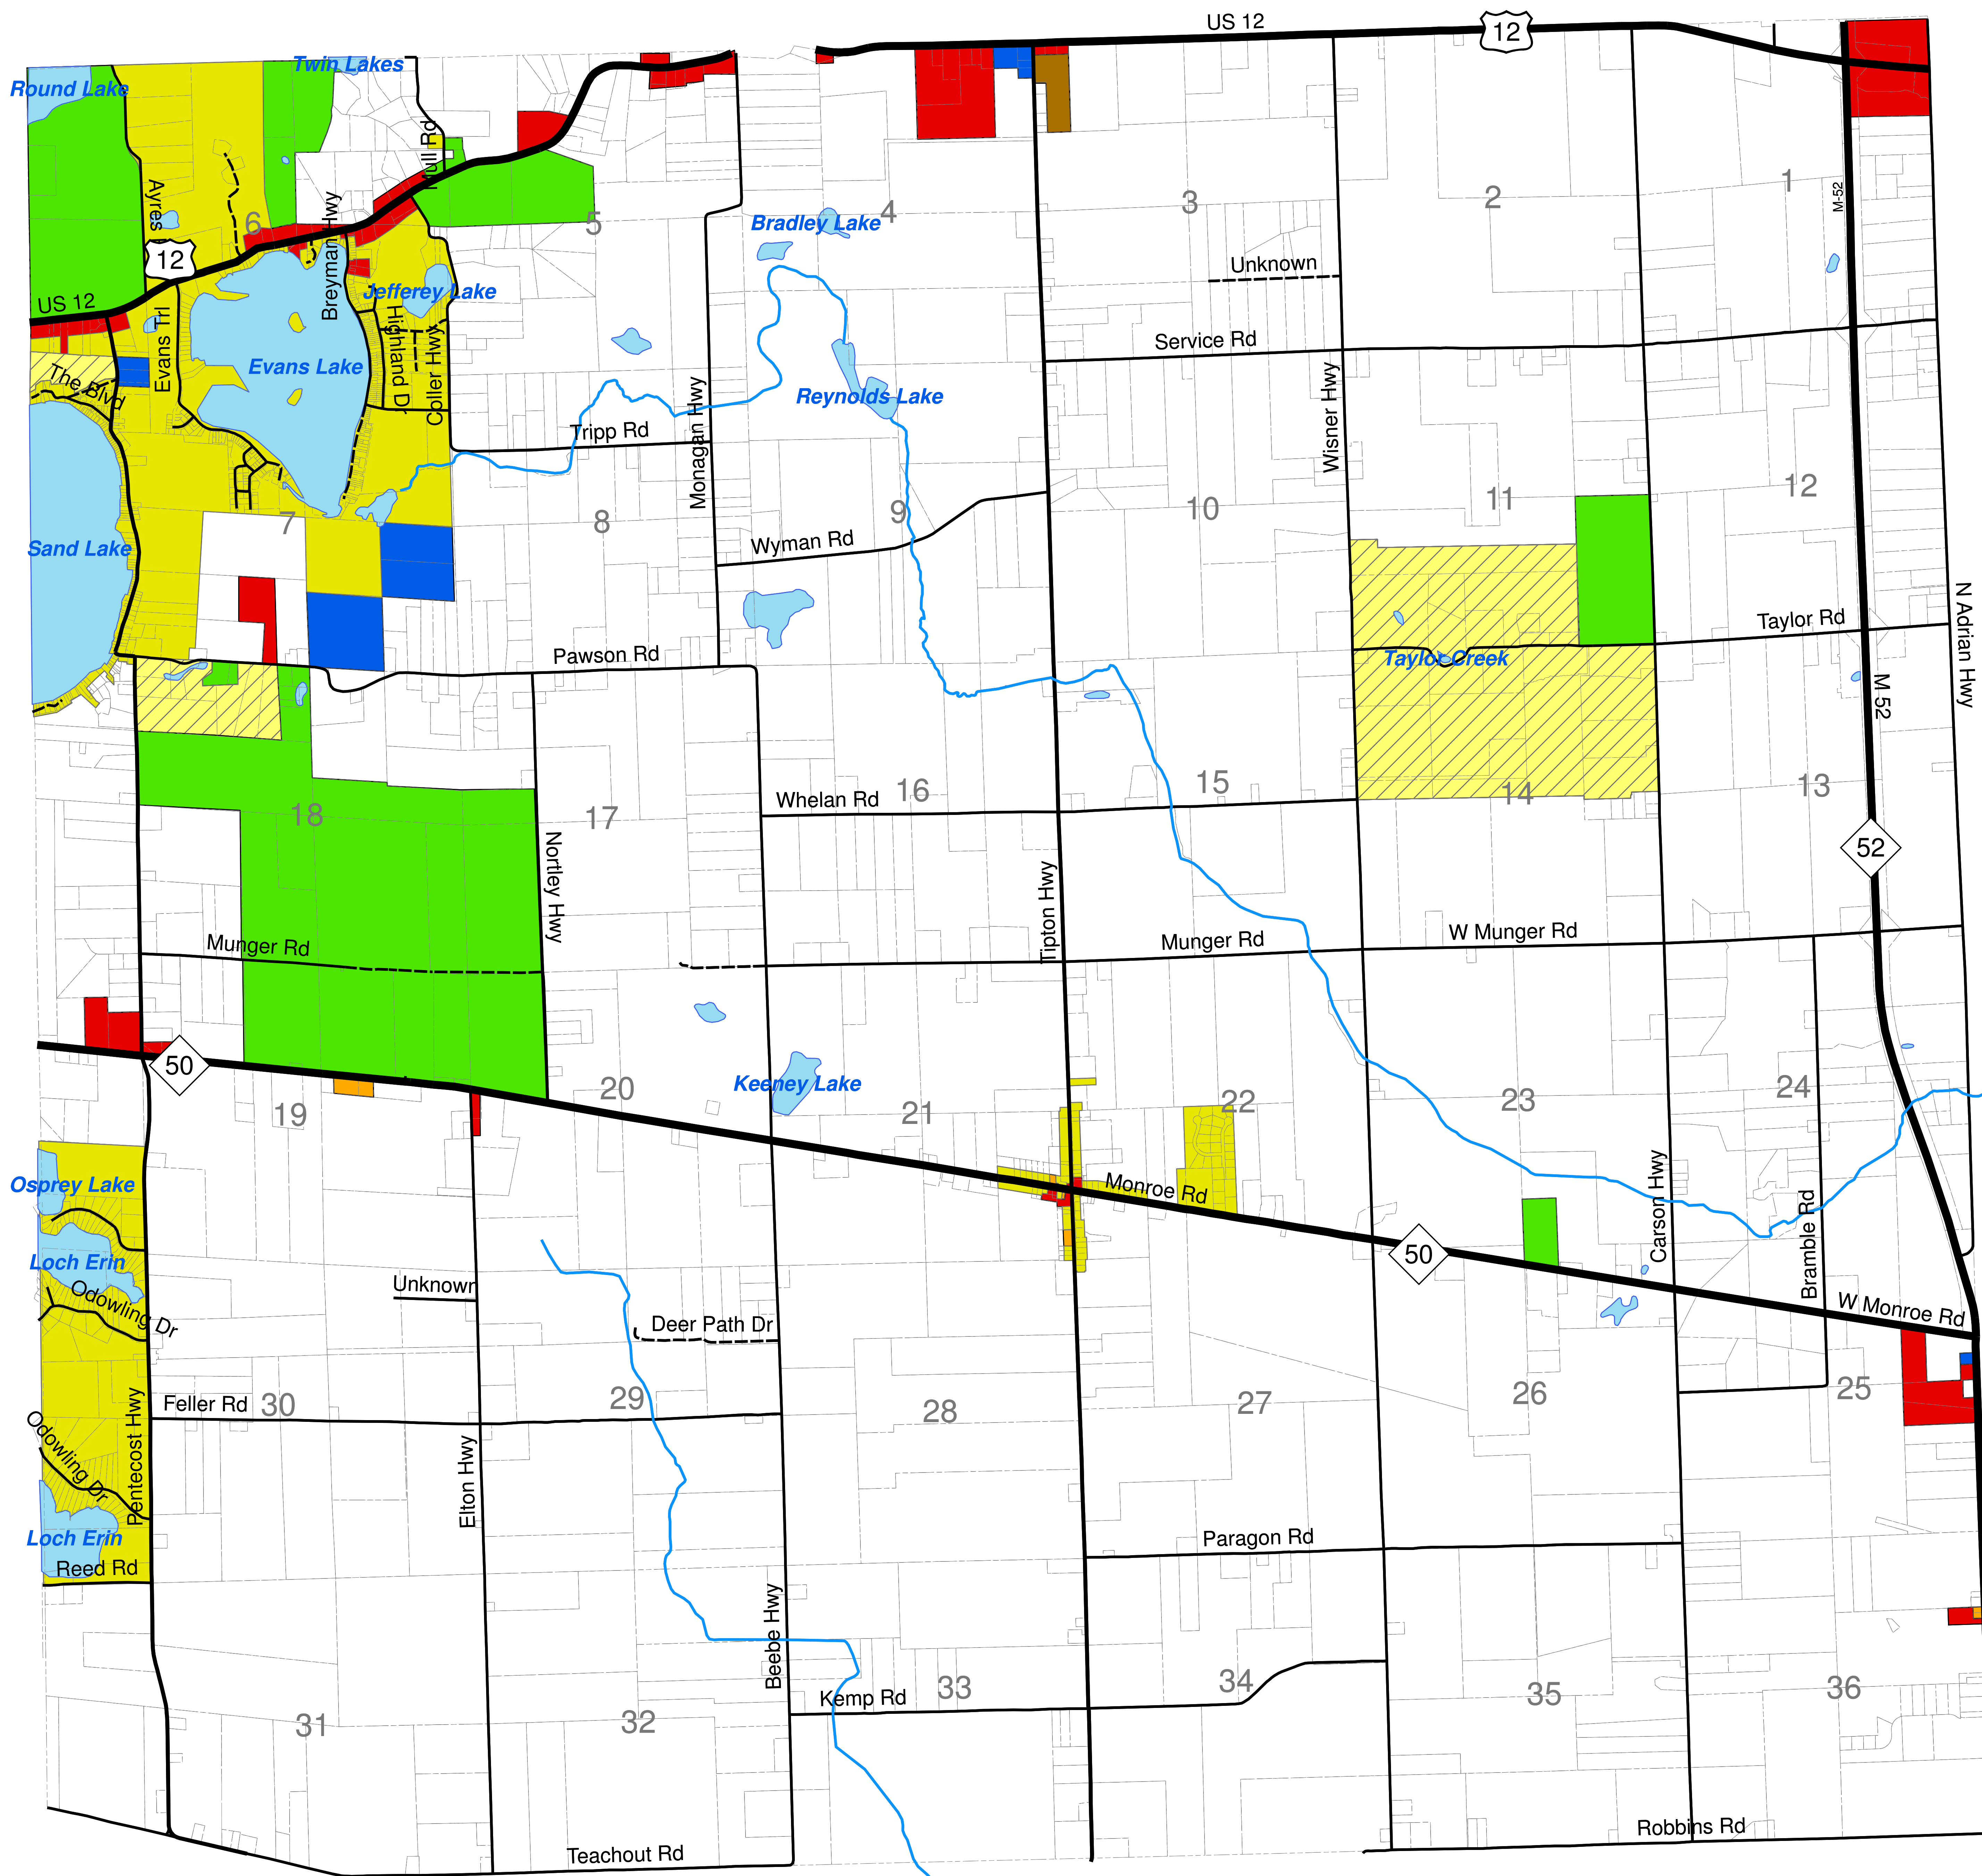 US 12
12
Twin Lakes
Round Lake
Hull Rd
M-52
1
2
3
4
5
6
Ayres
Breyman Hwy
Bradley Lake
12
Unknown
Jefferey Lake
US 12
Evans Trl
Highland Dr
Coller Hwy
Service Rd
The Blvd
Evans Lake
Reynolds Lake
Wisner Hwy
Monagan Hwy
Tripp Rd
7
8
9
10
11
12
Wyman Rd
Sand Lake
Taylor Rd
N Adrian Hwy
Pawson Rd
Taylor Creek
M-52
18
17
16
15
14
13
Whelan Rd
52
Nortley Hwy
Tipton Hwy
Munger Rd
Munger Rd
W Munger Rd
50
19
20
Keeney Lake
21
22
23
24
Osprey Lake
Monroe Rd
Carson Hwy
Bramble Rd
Loch Erin
50
Odowling Dr
Unknown
Deer Path Dr
W Monroe Rd
Pentecost Hwy
Feller Rd
30
29
28
27
26
25
Odowling Dr
Elton Hwy
Loch Erin
Reed Rd
Paragon Rd
Beebe Hwy
Kemp Rd
31
32
33
34
35
36
Teachout Rd
Robbins Rd